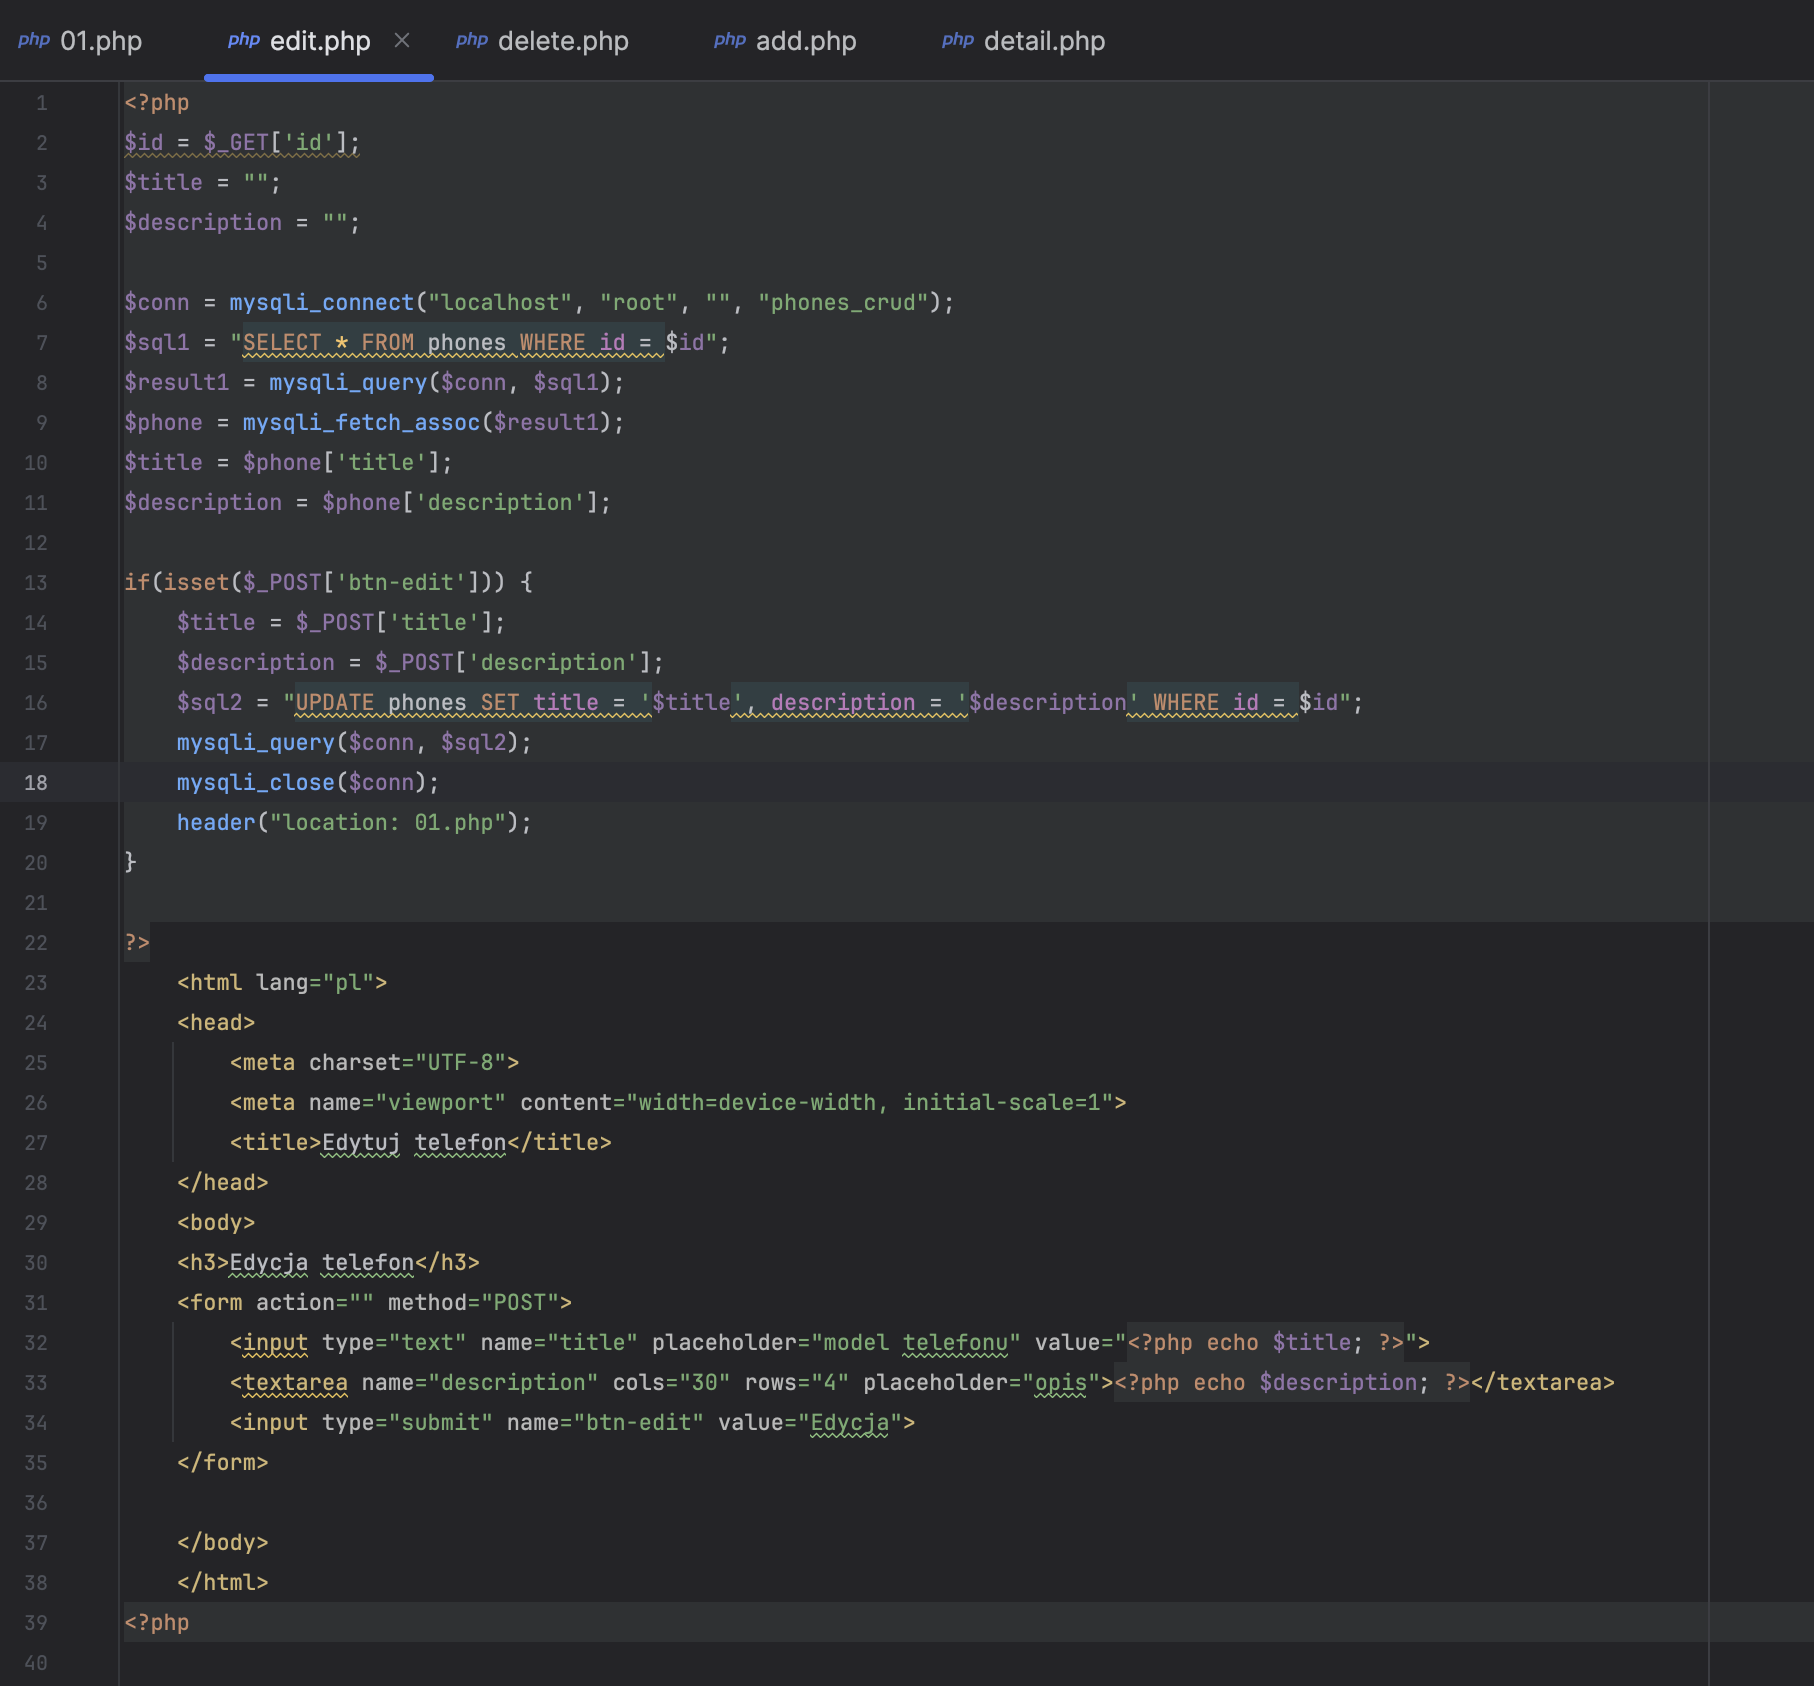 php 01.php php edit.php × php delete.php php add.php php detail.php
1 <?php
2 $id = $_GET['id'];
3 $title = "";
4 $description = "";
5
6 $conn = mysqli_connect("localhost", "root", "", "phones_crud");
7 $sql1 = "SELECT * FROM phones WHERE id = $id";
8 $result1 = mysqli_query($conn, $sql1);
9 $phone = mysqli_fetch_assoc($result1);
10 $title = $phone['title'];
11 $description = $phone['description'];
12
13 if(isset($_POST['btn-edit'])) {
14     $title = $_POST['title'];
15     $description = $_POST['description'];
16     $sql2 = "UPDATE phones SET title = '$title', description = '$description' WHERE id = $id";
17     mysqli_query($conn, $sql2);
18     mysqli_close($conn);
19     header("location: 01.php");
20 }
21
22 ?>
23     <html lang="pl">
24     <head>
25         <meta charset="UTF-8">
26         <meta name="viewport" content="width=device-width, initial-scale=1">
27         <title>Edytuj telefon</title>
28     </head>
29     <body>
30     <h3>Edycja telefon</h3>
31     <form action="" method="POST">
32         <input type="text" name="title" placeholder="model telefonu" value="<?php echo $title; ?>">
33         <textarea name="description" cols="30" rows="4" placeholder="opis"><?php echo $description; ?></textarea>
34         <input type="submit" name="btn-edit" value="Edycja">
35     </form>
36
37     </body>
38     </html>
39 <?php
40